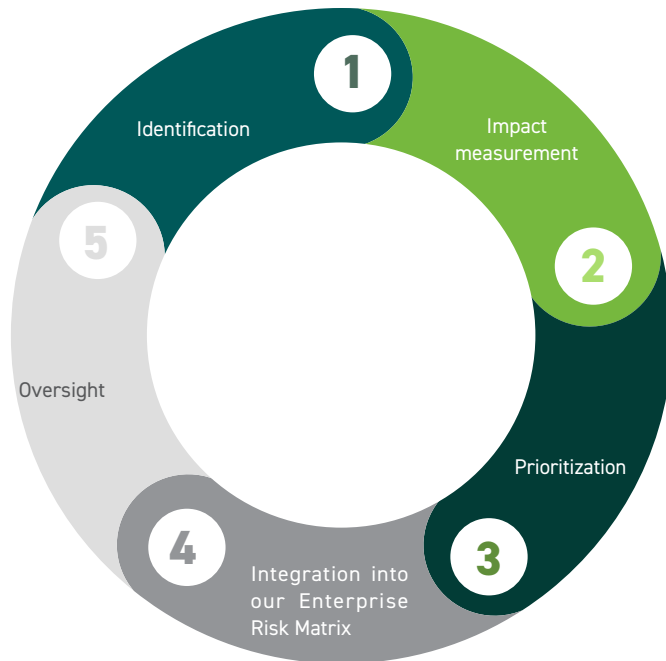 1
Identification
2
Impact
measurement
3
Prioritization
4
Integration into
our Enterprise
Risk Matrix
5
Oversight